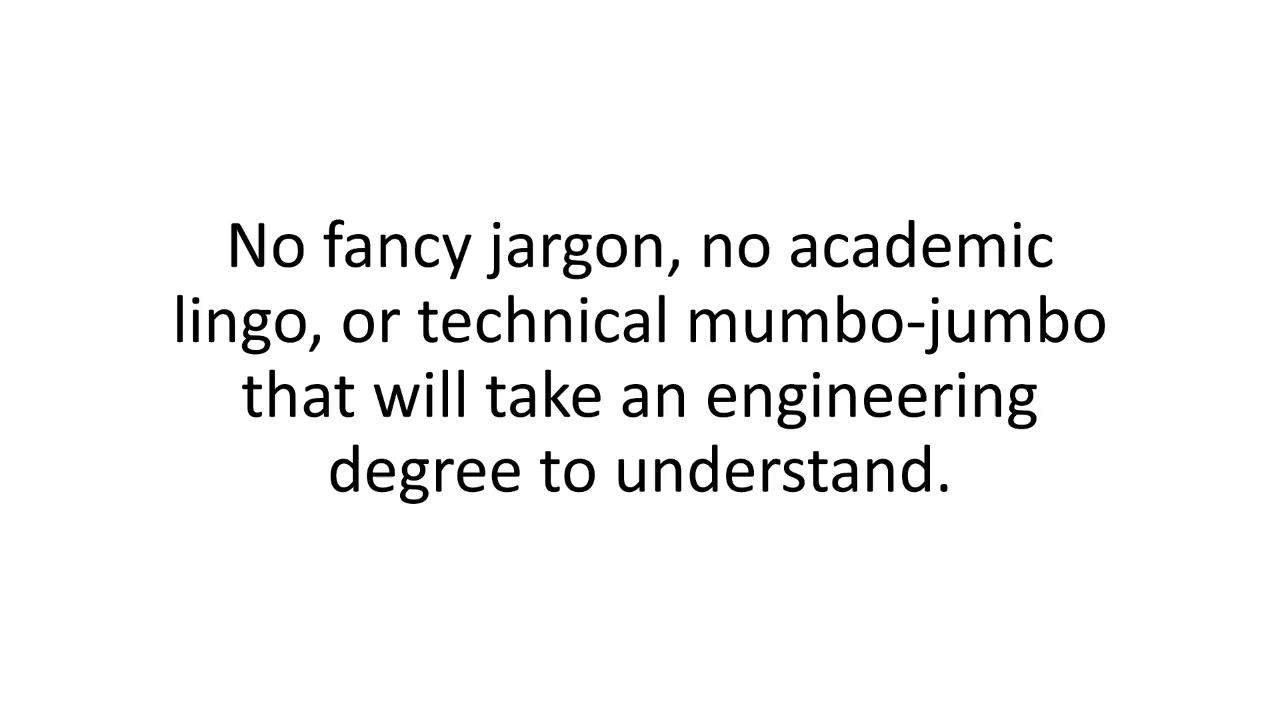 No fancy jargon, no academic
lingo, or technical mumbo-jumbo
that will take an engineering
degree to understand.